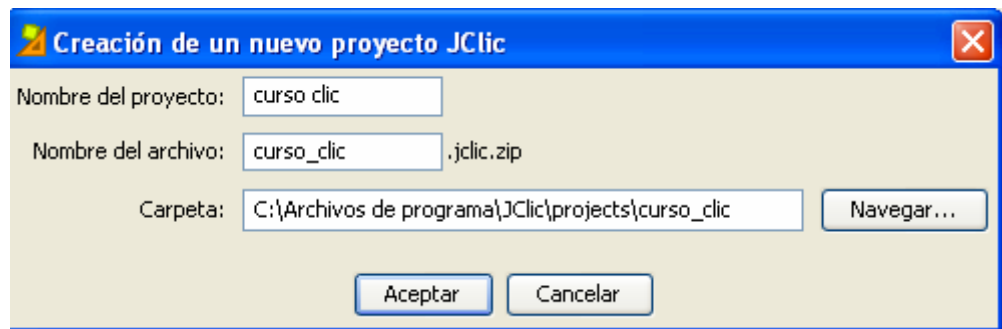 Creación de un nuevo proyecto JClic
Nombre del proyecto: curso clic
Nombre del archivo: curso_clic .jclic.zip
Carpeta: C:\Archivos de programa\JClic\projects\curso_clic Navegar...
Aceptar Cancelar